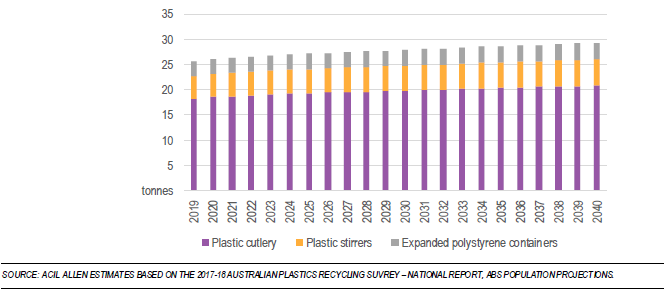 35
30
25
20
15
10
5
tonnes
2019 2020 2021 2022 2023 2024 2025 2026 2027 2028 2029 2030 2031 2032 2033 2034 2035 2036 2037 2038 2039 2040
Plastic cutlery Plastic stirrers Expanded polystyrene containers
SOURCE: ACIL ALLEN ESTIMATES BASED ON THE 2017-18 AUSTRALIAN PLASTICS RECYCLING SUVREY – NATIONAL REPORT, ABS POPULATION PROJECTIONS.